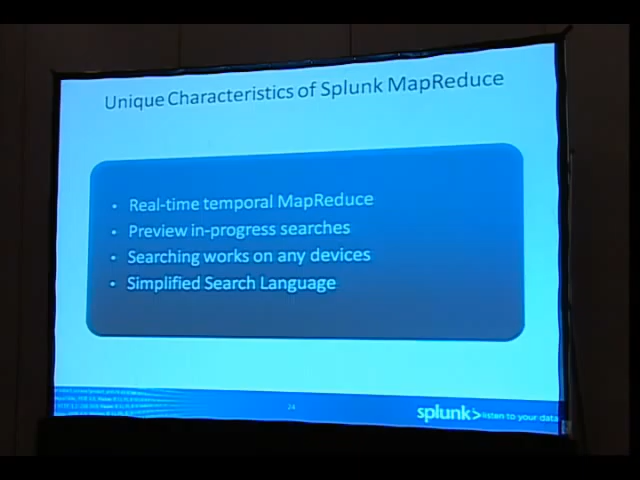 Unique Characteristics of Splunk MapReduce
• Real-time temporal MapReduce
• Preview in-progress searches
• Searching works on any devices
• Simplified Search Language
24
splunk> listen to your data